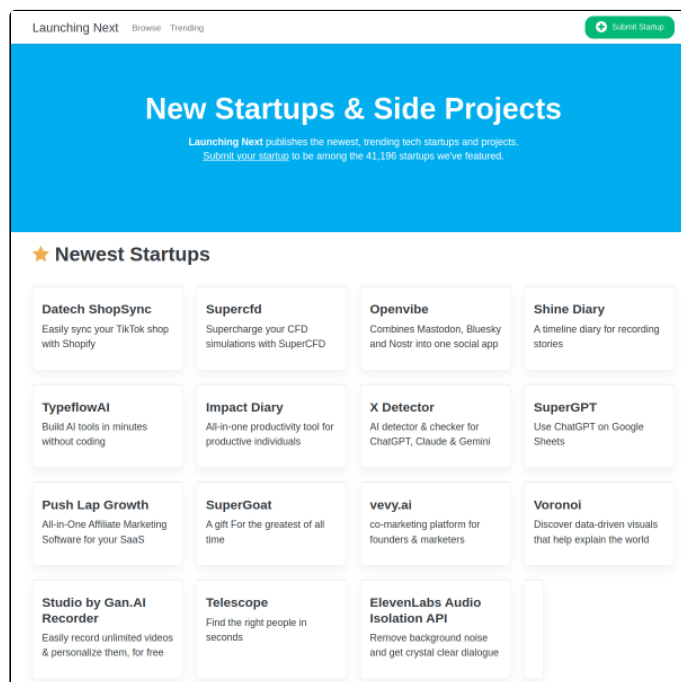 Launching Next Browse Trending Submit Startup
New Startups & Side Projects
Launching Next publishes the newest, trending tech startups and projects.
Submit your startup to be among the 41,196 startups we've featured.
Newest Startups
Datech ShopSync
Easily sync your TikTok shop
with Shopify
Supercfd
Supercharge your CFD
simulations with SuperCFD
Openvibe
Combines Mastodon, Bluesky
and Nostr into one social app
Shine Diary
A timeline diary for recording
stories
TypeflowAI
Build AI tools in minutes
without coding
Impact Diary
All-in-one productivity tool for
productive individuals
X Detector
AI detector & checker for
ChatGPT, Claude & Gemini
SuperGPT
Use ChatGPT on Google
Sheets
Push Lap Growth
All-in-One Affiliate Marketing
Software for your SaaS
SuperGoat
A gift For the greatest of all
time
vevy.ai
co-marketing platform for
founders & marketers
Voronoi
Discover data-driven visuals
that help explain the world
Studio by Gan.AI
Recorder
Easily record unlimited videos
& personalize them, for free
Telescope
Find the right people in
seconds
ElevenLabs Audio
Isolation API
Remove background noise
and get crystal clear dialogue